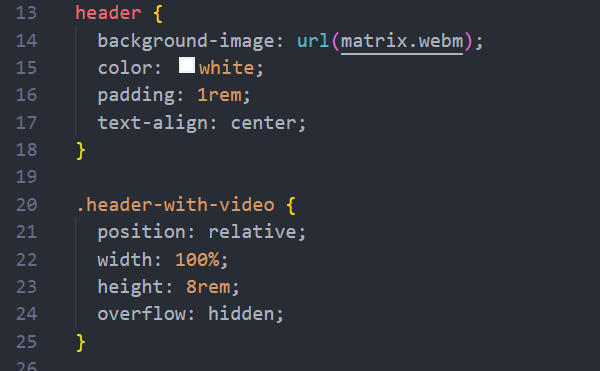 13 header {
14 background-image: url(matrix.webm);
15 color: white;
16 padding: 1rem;
17 text-align: center;
18 }
19
20 .header-with-video {
21 position: relative;
22 width: 100%;
23 height: 8rem;
24 overflow: hidden;
25 }
26